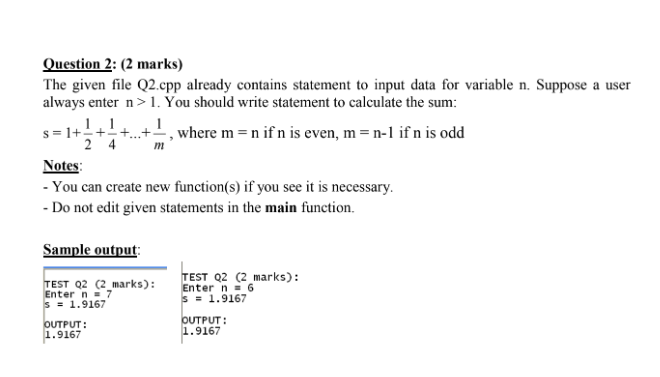 Question 2: (2 marks)
The given file Q2.cpp already contains statement to input data for variable n. Suppose a user
always enter n > 1. You should write statement to calculate the sum:
s = 1+1/2+1/4+...+1/m, where m = n if n is even, m = n-1 if n is odd
Notes:
- You can create new function(s) if you see it is necessary.
- Do not edit given statements in the main function.
Sample output:
TEST Q2 (2 marks):
Enter n = 7
s = 1.9167
OUTPUT:
1.9167
TEST Q2 (2 marks):
Enter n = 6
s = 1.9167
OUTPUT:
1.9167